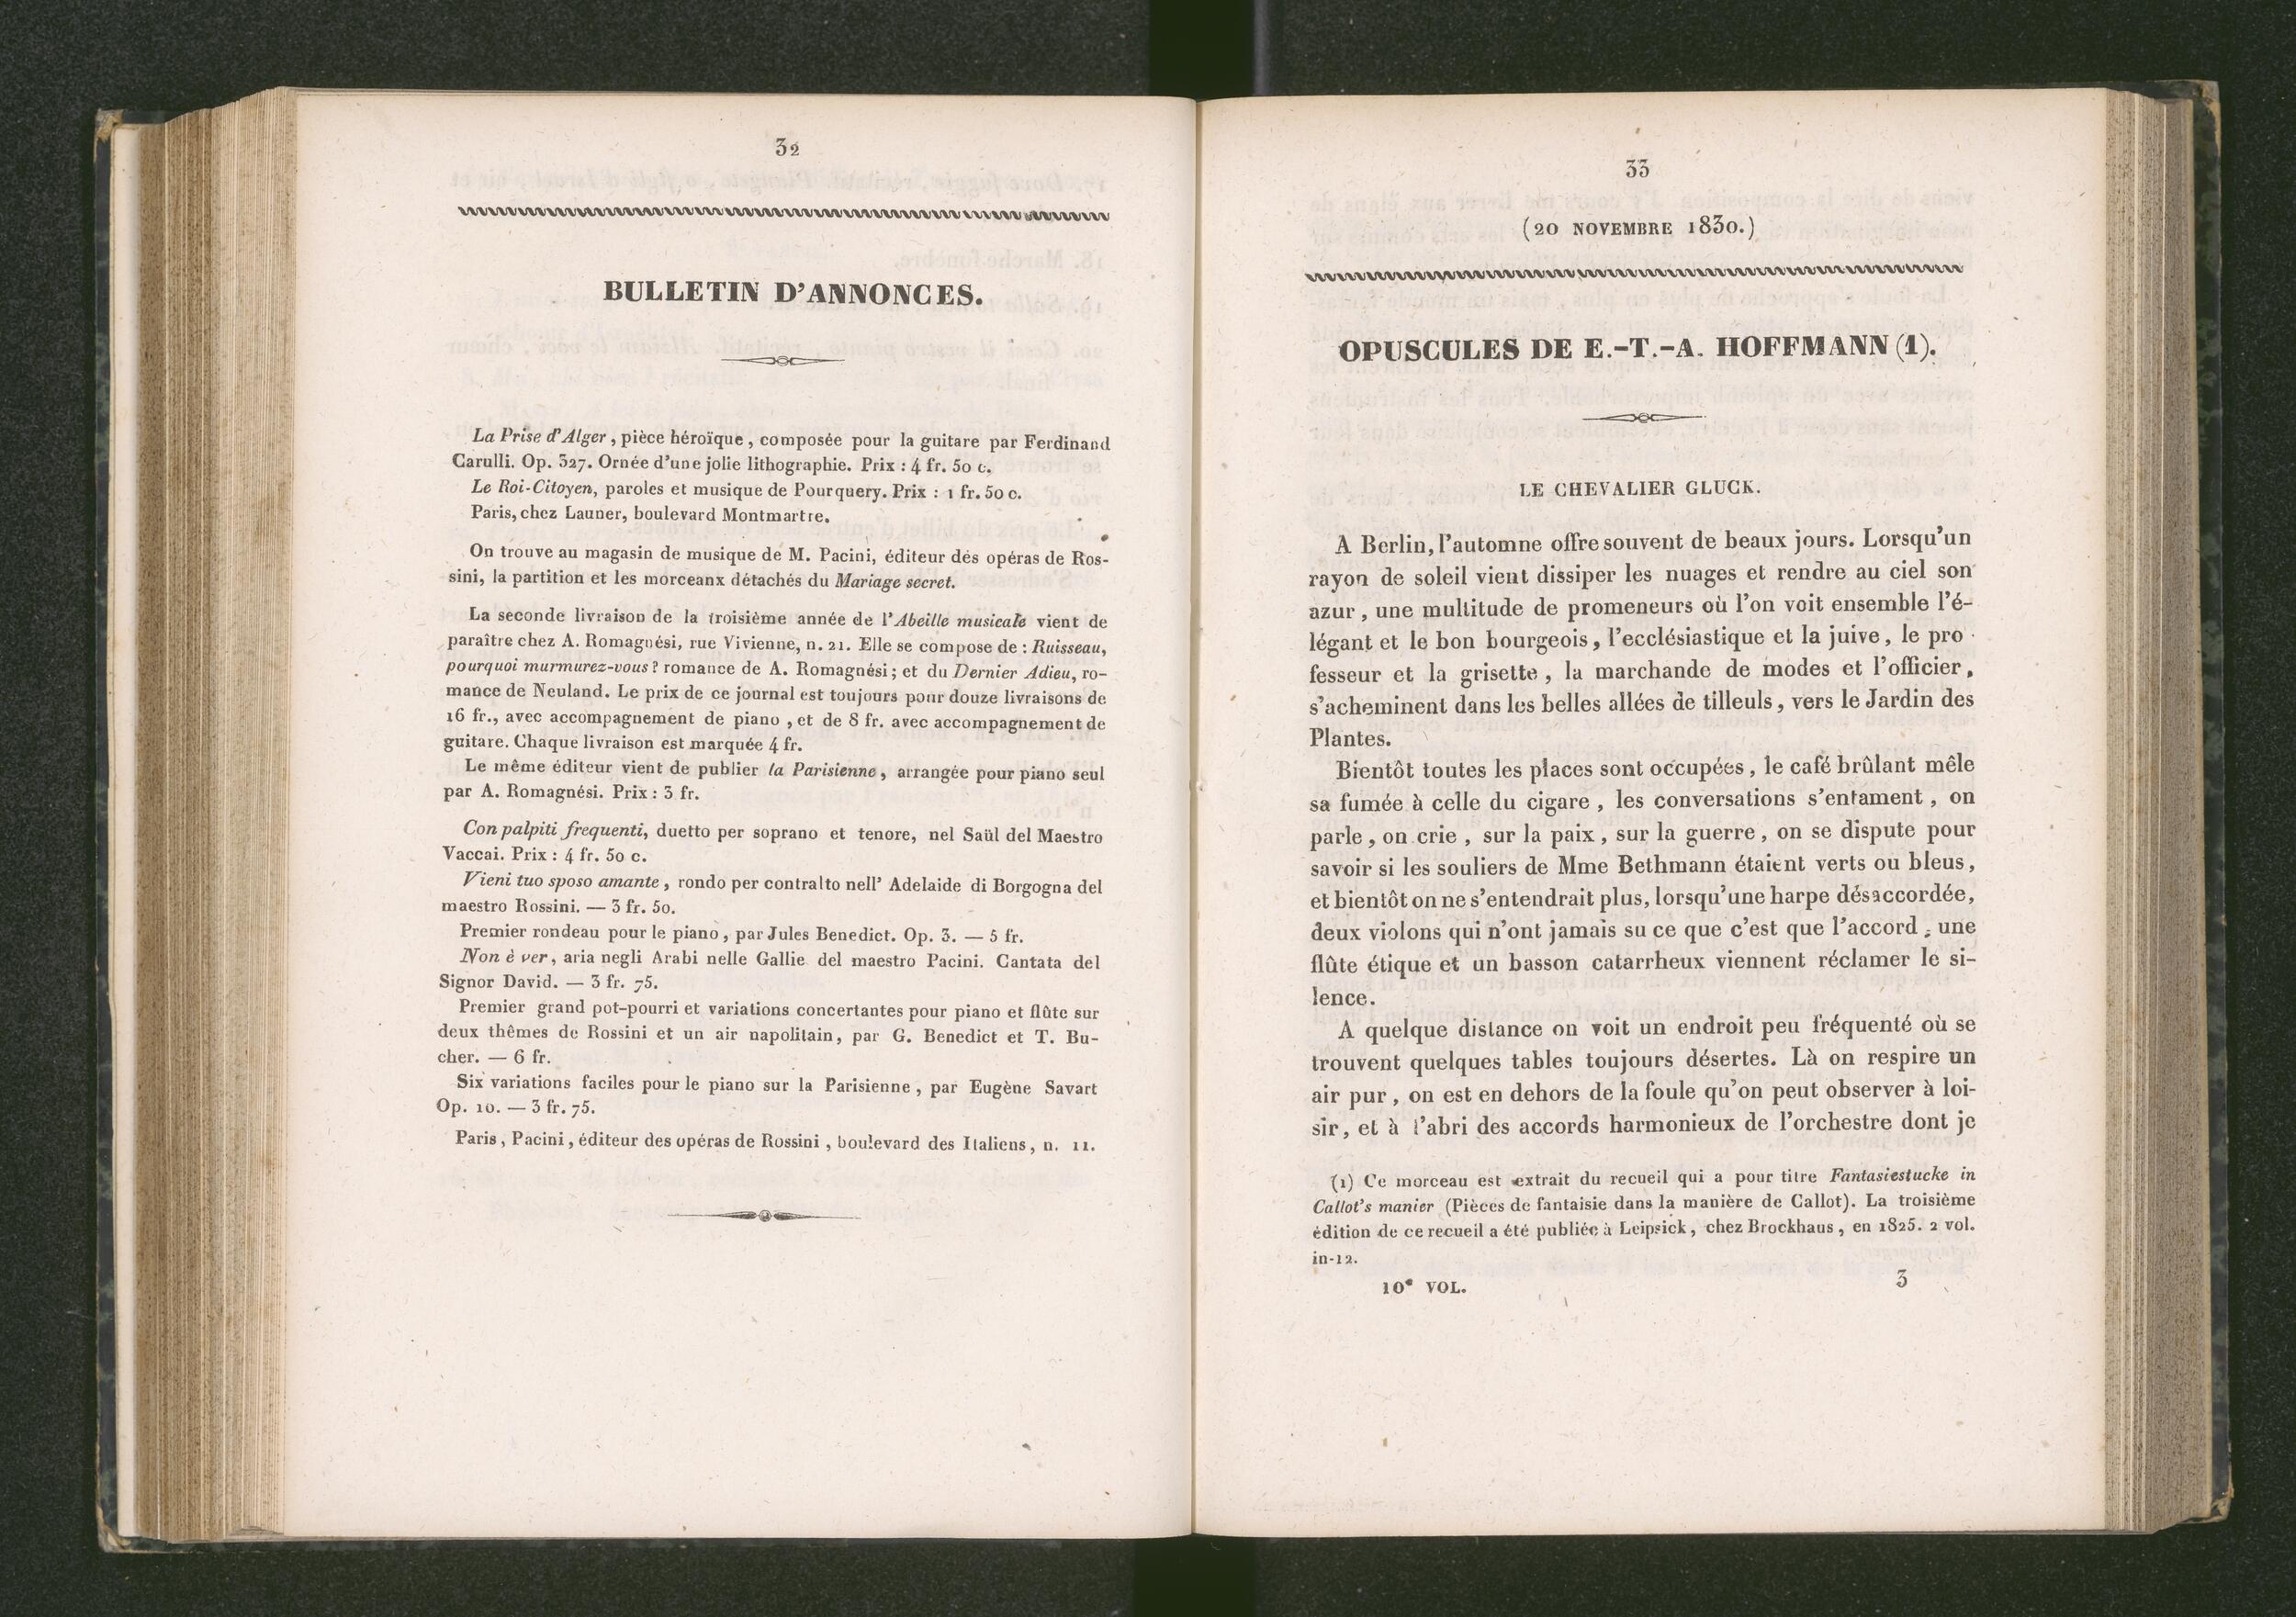 32
BULLETIN D'ANNONCES.
La Prise d'Alger, pièce héroïque, composée pour la guitare par Ferdinand
Carulli. Op. 327. Ornée d'une jolie lithographie. Prix : 4 fr. 50 c.
Le Roi-Citoyen, paroles et musique de Pourquery. Prix : 1 fr. 50 c.
Paris, chez Launer, boulevard Montmartre.
On trouve au magasin de musique de M. Pacini, éditeur des opéras de Ros-
sini, la partition et les morceanx détachés du Mariage secret.
La seconde livraison de la troisième année de l'Abeille musicale vient de
paraître chez A. Romagnési, rue Vivienne, n. 21. Elle se compose de : Ruisseau,
pourquoi murmurez-vous? romance de A. Romagnési; et du Dernier Adieu, ro-
mance de Neuland. Le prix de ce journal est toujours pour douze livraisons de
16 fr., avec accompagnement de piano, et de 8 fr. avec accompagnement de
guitare. Chaque livraison est marquée 4 fr.
Le même éditeur vient de publier la Parisienne, arrangée pour piano seul
par A. Romagnési. Prix : 3 fr.
Con palpiti frequenti, duetto per soprano et tenore, nel Saül del Maestro
Vaccai. Prix : 4 fr. 50 c.
Vieni tuo sposo amante, rondo per contralto nell' Adelaide di Borgogna del
maestro Rossini. — 3 fr. 50.
Premier rondeau pour le piano, par Jules Benedict. Op. 3. — 5 fr.
Non è ver, aria negli Arabi nelle Gallie del maestro Pacini. Cantata del
Signor David. — 3 fr. 75.
Premier grand pot-pourri et variations concertantes pour piano et flûte sur
deux thêmes de Rossini et un air napolitain, par G. Benedict et T. Bu-
cher. — 6 fr.
Six variations faciles pour le piano sur la Parisienne, par Eugène Savart
Op. 10. — 3 fr. 75.
Paris, Pacini, éditeur des opéras de Rossini, boulevard des Italiens, n. 11.
33
(20 NOVEMBRE 1830.)
OPUSCULES DE E.-T.-A. HOFFMANN (1).
LE CHEVALIER GLUCK.
A Berlin, l'automne offre souvent de beaux jours. Lorsqu'un
rayon de soleil vient dissiper les nuages et rendre au ciel son
azur, une multitude de promeneurs où l'on voit ensemble l'é-
légant et le bon bourgeois, l'ecclésiastique et la juive, le pro-
fesseur et la grisette, la marchande de modes et l'officier,
s'acheminent dans les belles allées de tilleuls, vers le Jardin des
Plantes.
Bientôt toutes les places sont occupées, le café brûlant mêle
sa fumée à celle du cigare, les conversations s'entament, on
parle, on crie, sur la paix, sur la guerre, on se dispute pour
savoir si les souliers de Mme Bethmann étaient verts ou bleus,
et bientôt on ne s'entendrait plus, lorsqu'une harpe désaccordée,
deux violons qui n'ont jamais su ce que c'est que l'accord, une
flûte étique et un basson catarrheux viennent réclamer le si-
lence.
A quelque distance on voit un endroit peu fréquenté où se
trouvent quelques tables toujours désertes. Là on respire un
air pur, on est en dehors de la foule qu'on peut observer à loi-
sir, et à l'abri des accords harmonieux de l'orchestre dont je
(1) Ce morceau est extrait du recueil qui a pour titre Fantasiestucke in
Callot's manier (Pièces de fantaisie dans la manière de Callot). La troisième
édition de ce recueil a été publiée à Leipsick, chez Brockhaus, en 1825. 2 vol.
in-12.
10e VOL. 3